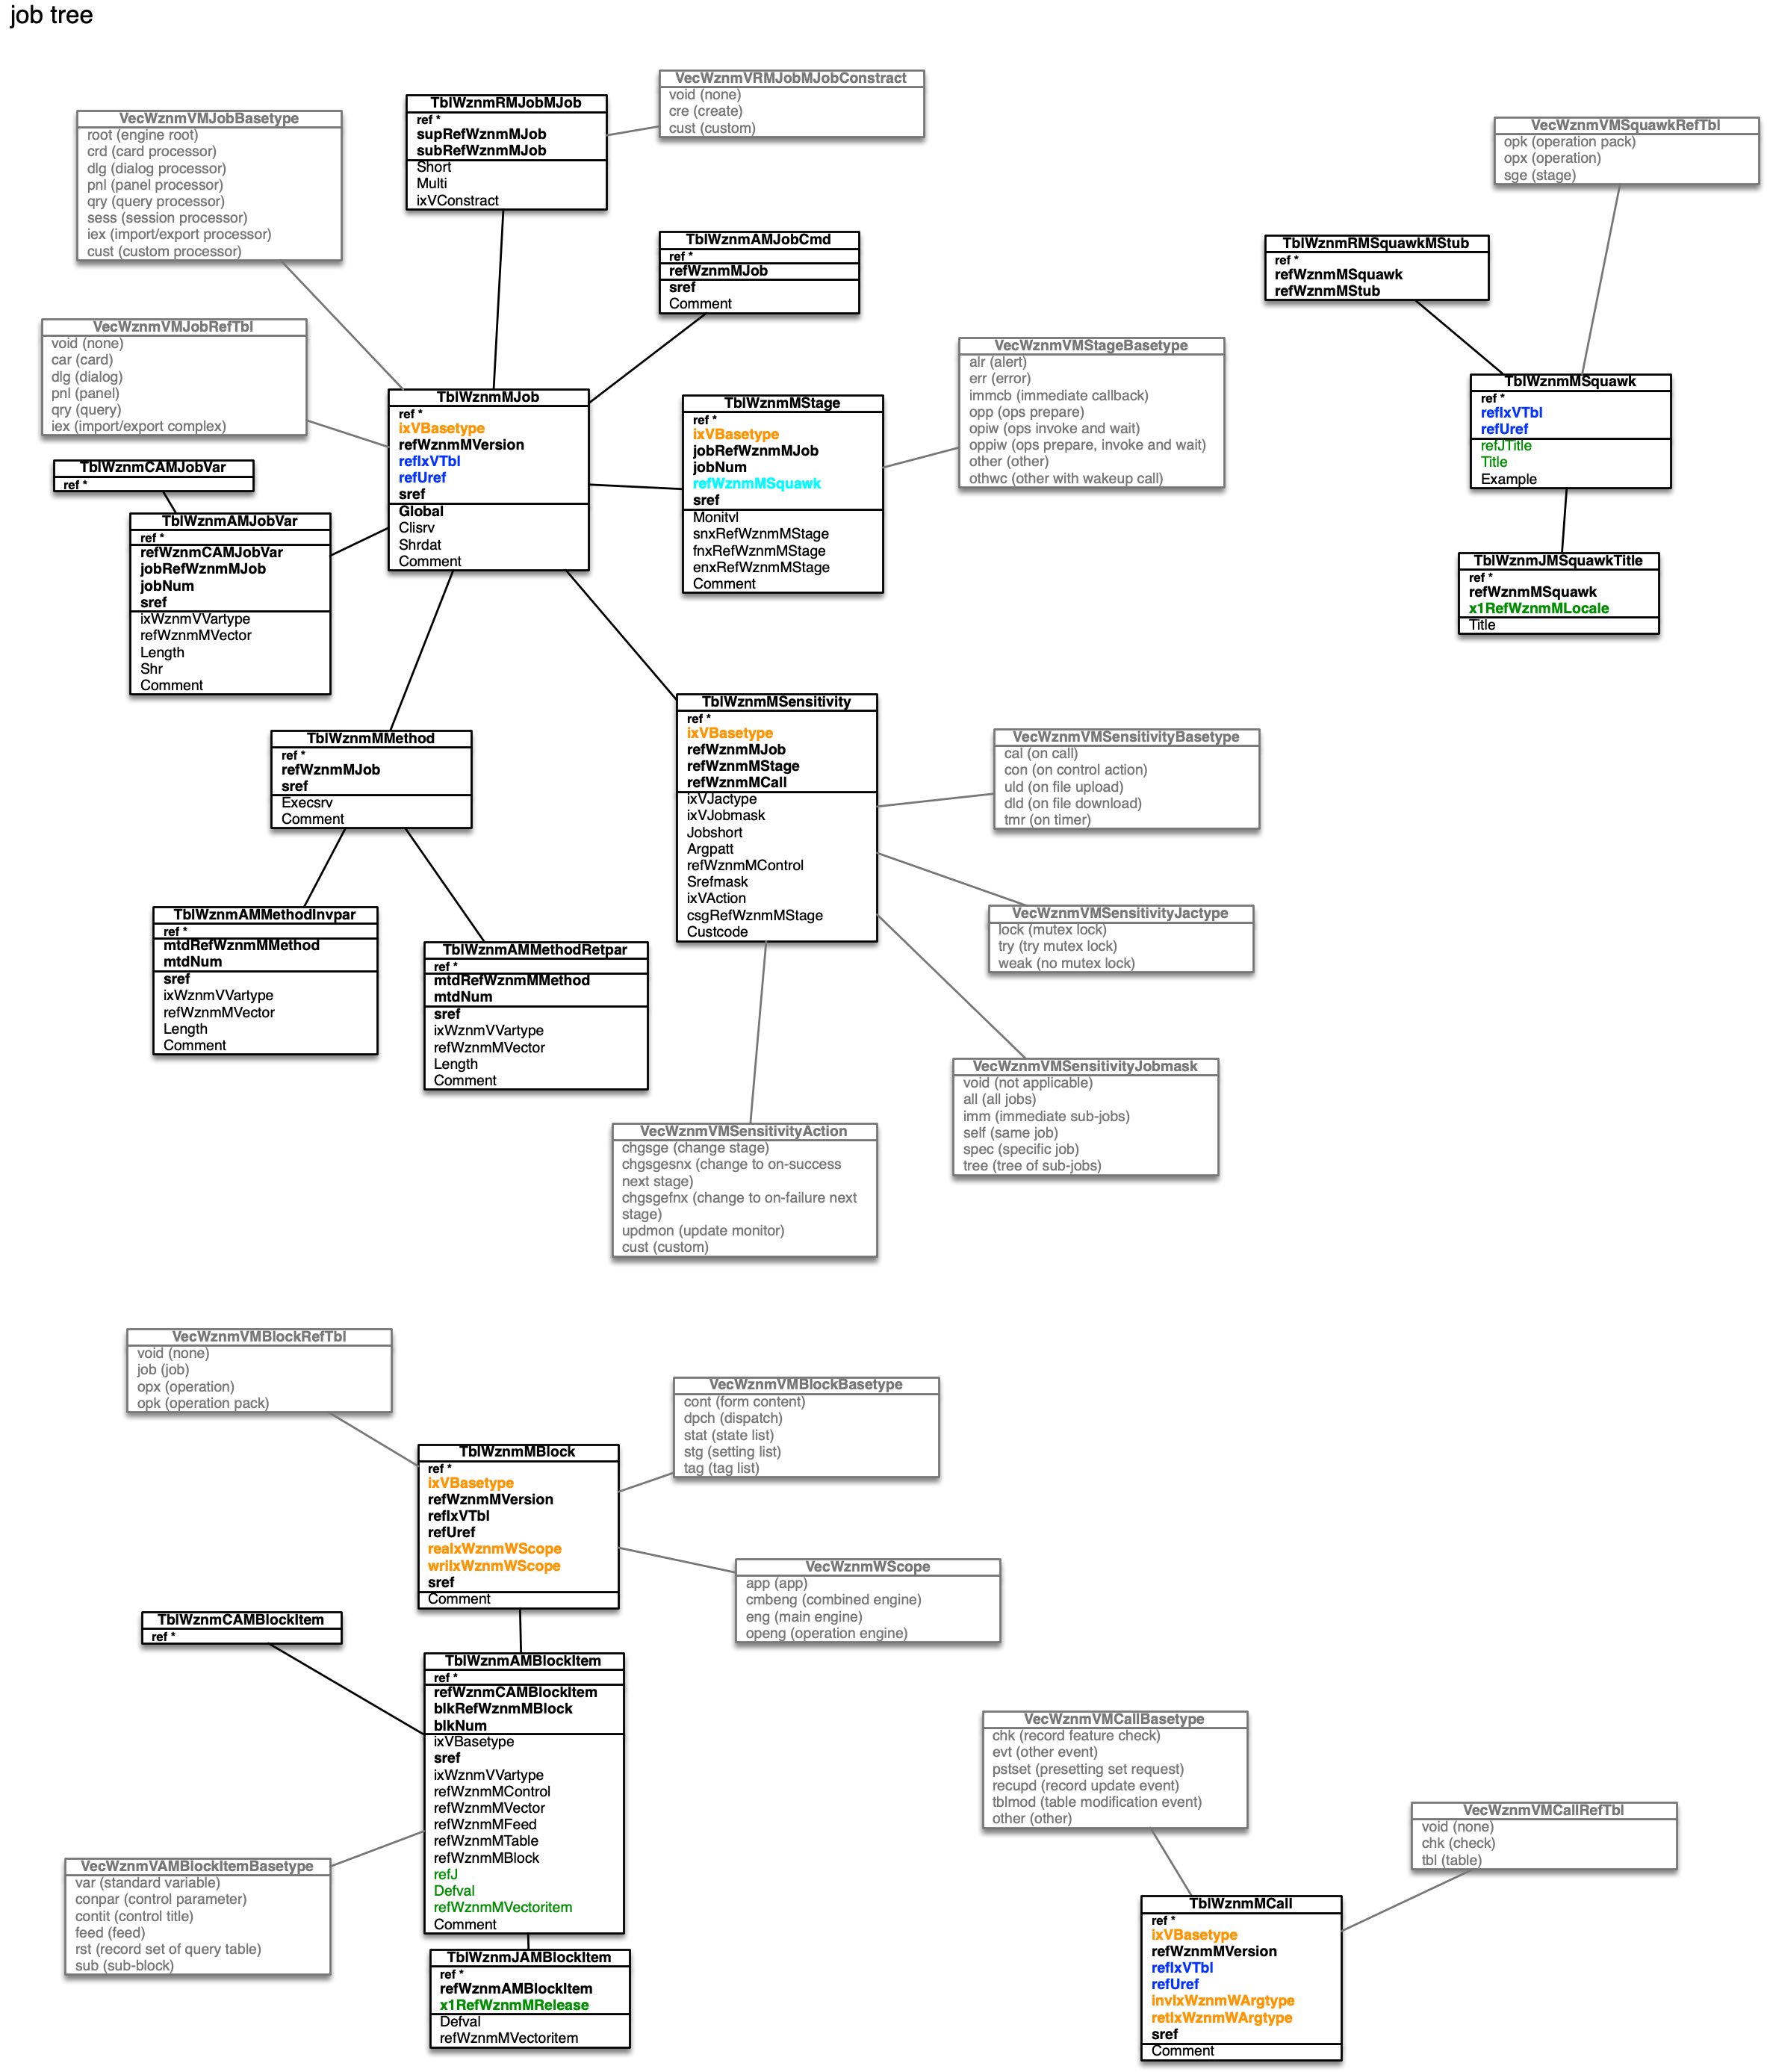 job tree
VecWznmVRMJobMJobConstract
void (none)
cre (create)
cust (custom)
TblWznmRMJobMJob
ref *
supRefWznmMJob
subRefWznmMJob
Short
Multi
ixVConstract
VecWznmVMJobBasetype
root (engine root)
crd (card processor)
dlg (dialog processor)
pnl (panel processor)
qry (query processor)
sess (session processor)
iex (import/export processor)
cust (custom processor)
VecWznmVMSquawkRefTbl
opk (operation pack)
opx (operation)
sge (stage)
TblWznmAMJobCmd
ref *
refWznmMJob
sref
Comment
TblWznmRMSquawkMStub
ref *
refWznmMSquawk
refWznmMStub
VecWznmVMJobRefTbl
void (none)
car (card)
dlg (dialog)
pnl (panel)
qry (query)
iex (import/export complex)
VecWznmVMStageBasetype
alr (alert)
err (error)
immcb (immediate callback)
opp (ops prepare)
opiw (ops invoke and wait)
oppiw (ops prepare, invoke and wait)
other (other)
othwc (other with wakeup call)
TblWznmMSquawk
ref *
refIxVTbl
refUref
refJTitle
Title
Example
TblWznmMJob
ref *
ixVBasetype
refWznmMVersion
refIxVTbl
refUref
sref
Global
Clisrv
Shrdat
Comment
TblWznmMStage
ref *
ixVBasetype
jobRefWznmMJob
jobNum
refWznmMSquawk
sref
Monitvl
snxRefWznmMStage
fnxRefWznmMStage
enxRefWznmMStage
Comment
TblWznmCAMJobVar
ref *
TblWznmAMJobVar
ref *
refWznmCAMJobVar
jobRefWznmMJob
jobNum
sref
ixWznmVVartype
refWznmMVector
Length
Shr
Comment
TblWznmJMSquawkTitle
ref *
refWznmMSquawk
x1RefWznmMLocale
Title
TblWznmMSensitivity
ref *
ixVBasetype
refWznmMJob
refWznmMStage
refWznmMCall
ixVJactype
ixVJobmask
Jobshort
Argpatt
refWznmMControl
Srefmask
ixVAction
csgRefWznmMStage
Custcode
TblWznmMMethod
ref *
refWznmMJob
sref
Execsrv
Comment
VecWznmVMSensitivityBasetype
cal (on call)
con (on control action)
uld (on file upload)
dld (on file download)
tmr (on timer)
TblWznmAMMethodInvpar
ref *
mtdRefWznmMMethod
mtdNum
sref
ixWznmVVartype
refWznmMVector
Length
Comment
TblWznmAMMethodRetpar
ref *
mtdRefWznmMMethod
mtdNum
sref
ixWznmVVartype
refWznmMVector
Length
Comment
VecWznmVMSensitivityJactype
lock (mutex lock)
try (try mutex lock)
weak (no mutex lock)
VecWznmVMSensitivityJobmask
void (not applicable)
all (all jobs)
imm (immediate sub-jobs)
self (same job)
spec (specific job)
tree (tree of sub-jobs)
VecWznmVMSensitivityAction
chgsge (change stage)
chgsgesnx (change to on-success
next stage)
chgsgefnx (change to on-failure next
stage)
updmon (update monitor)
cust (custom)
VecWznmVMBlockRefTbl
void (none)
job (job)
opx (operation)
opk (operation pack)
VecWznmVMBlockBasetype
cont (form content)
dpch (dispatch)
stat (state list)
stg (setting list)
tag (tag list)
TblWznmMBlock
ref *
ixVBasetype
refWznmMVersion
refIxVTbl
refUref
reaIxWznmWScope
wriIxWznmWScope
sref
Comment
VecWznmWScope
app (app)
cmbeng (combined engine)
eng (main engine)
openg (operation engine)
TblWznmCAMBlockItem
ref *
TblWznmAMBlockItem
ref *
refWznmCAMBlockItem
blkRefWznmMBlock
blkNum
ixVBasetype
sref
ixWznmVVartype
refWznmMControl
refWznmMVector
refWznmMFeed
refWznmMTable
refWznmMBlock
refJ
Defval
refWznmMVectoritem
Comment
VecWznmVAMBlockItemBasetype
var (standard variable)
conpar (control parameter)
contit (control title)
feed (feed)
rst (record set of query table)
sub (sub-block)
TblWznmJAMBlockItem
ref *
refWznmAMBlockItem
x1RefWznmMRelease
Defval
refWznmMVectoritem
VecWznmVMCallBasetype
chk (record feature check)
evt (other event)
pstset (presetting set request)
recupd (record update event)
tblmod (table modification event)
other (other)
VecWznmVMCallRefTbl
void (none)
chk (check)
tbl (table)
TblWznmMCall
ref *
ixVBasetype
refWznmMVersion
refIxVTbl
refUref
invIxWznmWArgtype
retIxWznmWArgtype
sref
Comment